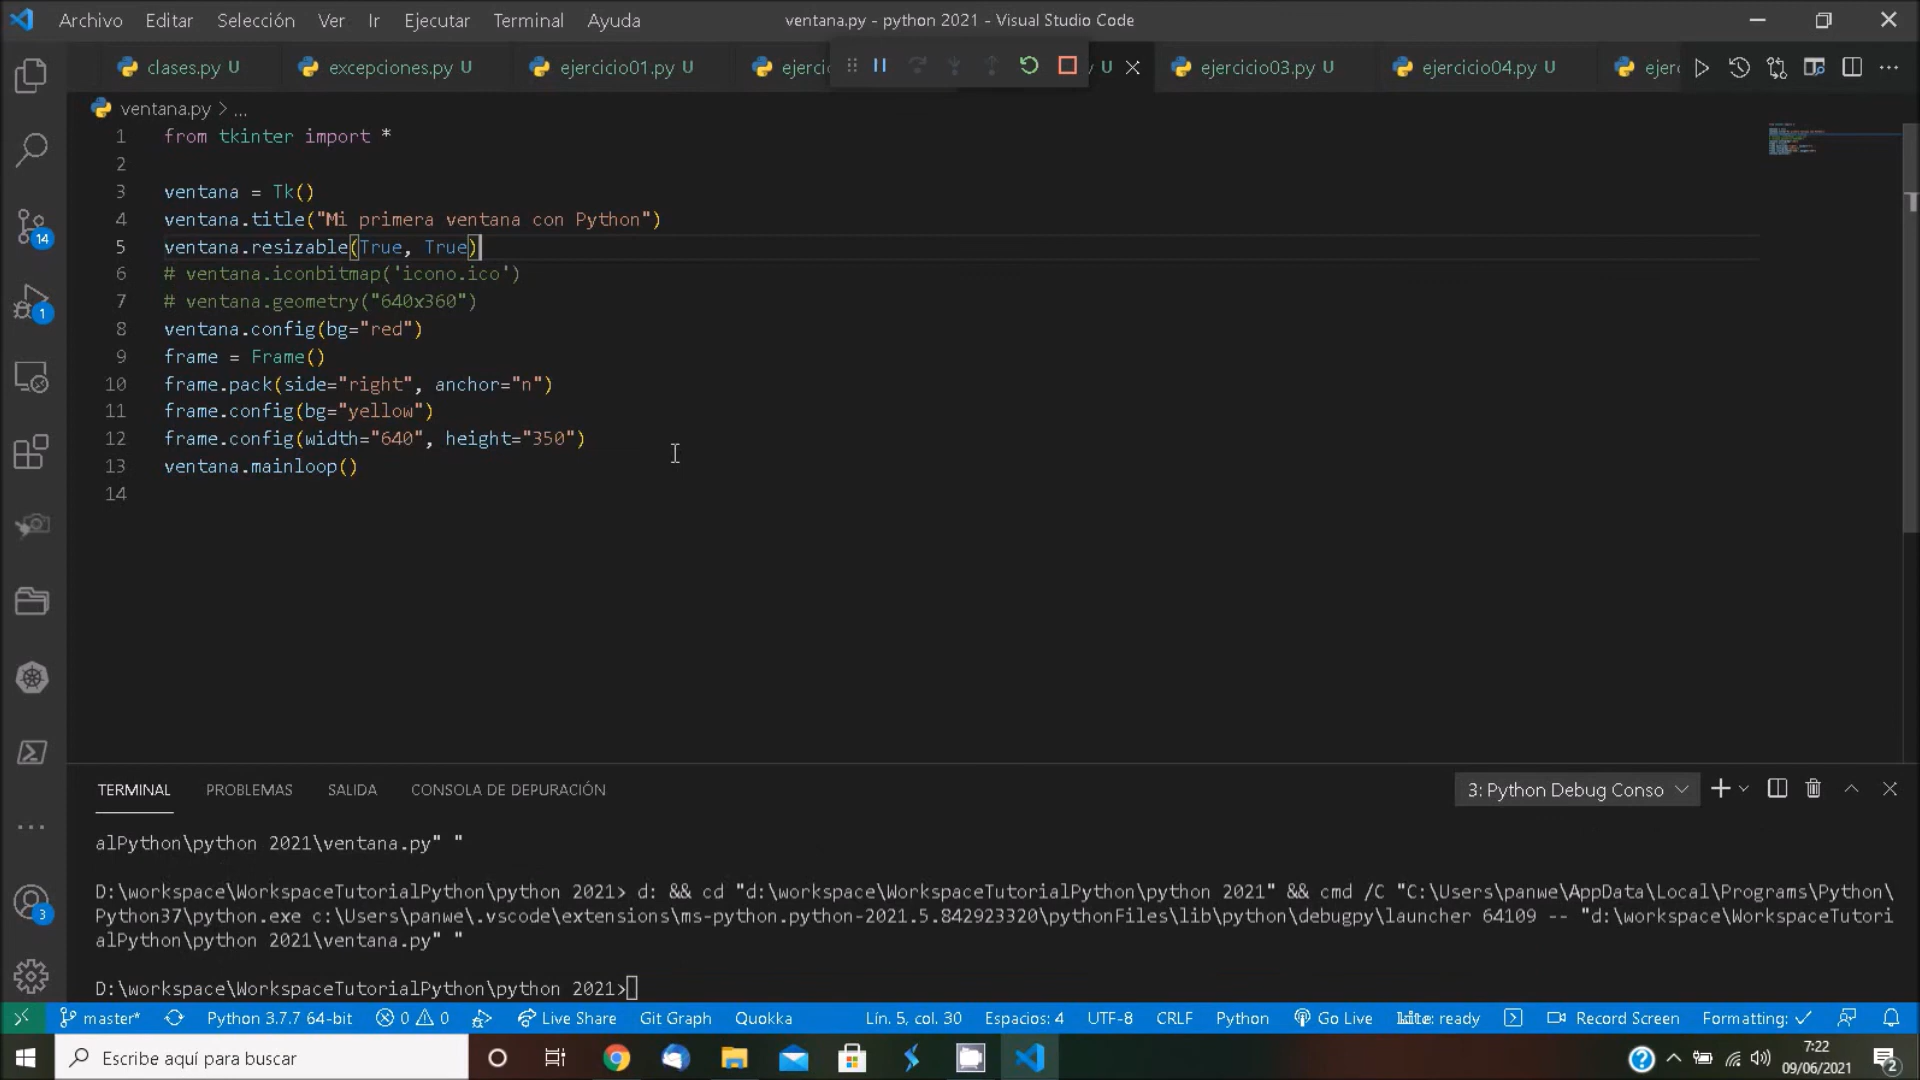 Archivo Editar Selección Ver Ir Ejecutar Terminal Ayuda
ventana.py - python 2021 - Visual Studio Code
clases.py U
excepciones.py U
ejercicio01.py U
ejercic
U
ejercicio03.py U
ejercicio04.py U
ejerc
ventana.py > ...
1 from tkinter import *
2
3 ventana = Tk()
4 ventana.title("Mi primera ventana con Python")
5 ventana.resizable(True, True)
6 # ventana.iconbitmap('icono.ico')
7 # ventana.geometry("640x360")
8 ventana.config(bg="red")
9 frame = Frame()
10 frame.pack(side="right", anchor="n")
11 frame.config(bg="yellow")
12 frame.config(width="640", height="350")
13 ventana.mainloop()
14
14
1
3
TERMINAL PROBLEMAS SALIDA CONSOLA DE DEPURACIÓN
3: Python Debug Conso
alPython\python 2021\ventana.py" "
D:\workspace\WorkspaceTutorialPython\python 2021> d: && cd "d:\workspace\WorkspaceTutorialPython\python 2021" && cmd /C "C:\Users\panwe\AppData\Local\Programs\Python\
Python37\python.exe c:\Users\panwe\.vscode\extensions\ms-python.python-2021.5.842923320\pythonFiles\lib\python\debugpy\launcher 64109 -- "d:\workspace\WorkspaceTutori
alPython\python 2021\ventana.py" "
D:\workspace\WorkspaceTutorialPython\python 2021>
master* Python 3.7.7 64-bit 0 0 Live Share Git Graph Quokka Lín. 5, col. 30 Espacios: 4 UTF-8 CRLF Python Go Live kite: ready Record Screen Formatting: ✓
Escribe aquí para buscar
7:22
09/06/2021
2